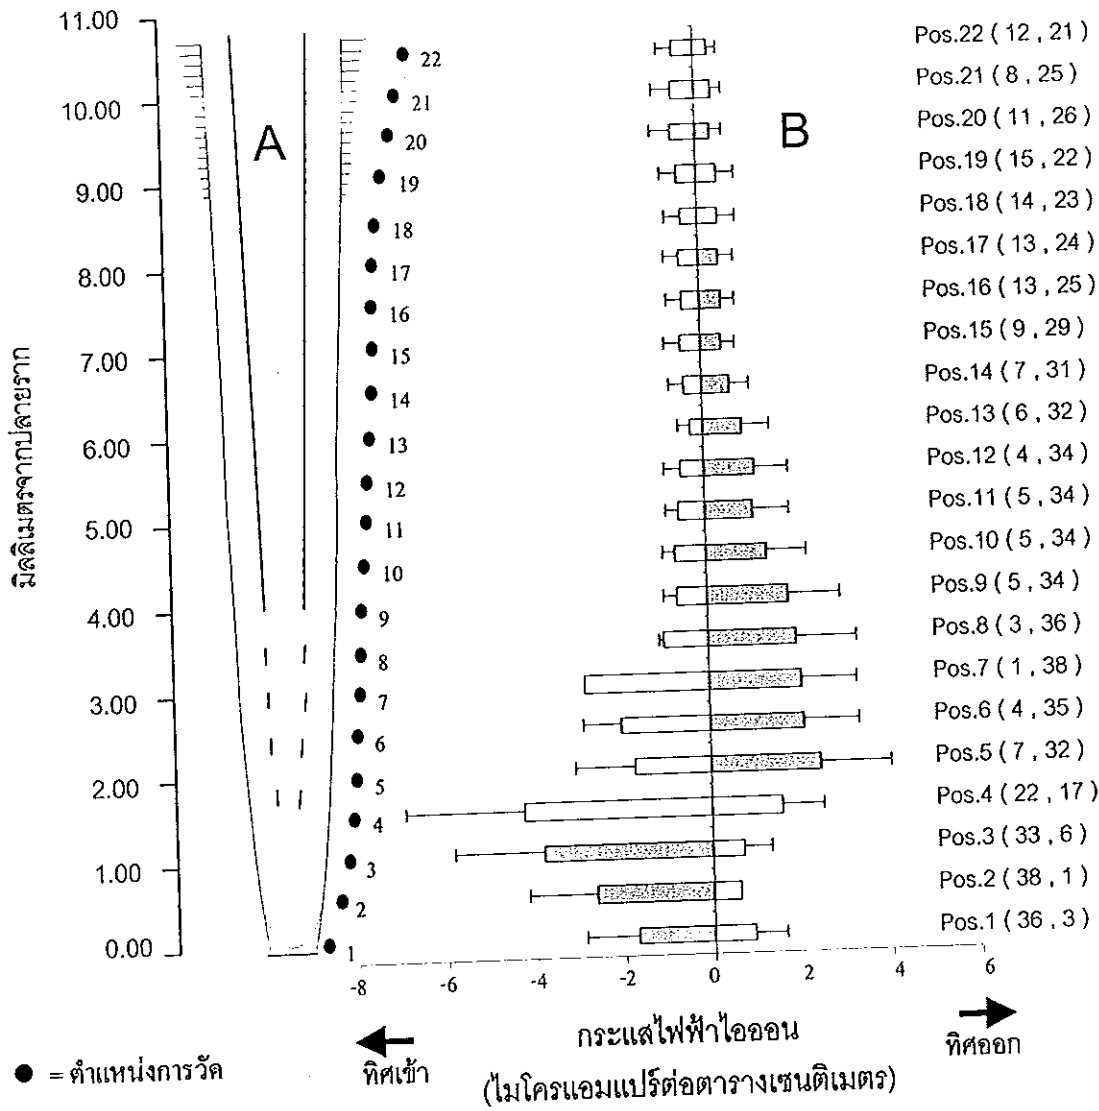 11.00
10.00
9.00
8.00
7.00
6.00
5.00
4.00
3.00
2.00
1.00
0.00
มิลลิเมตรจากปลายราก
A
22
21
20
19
18
17
16
15
14
13
12
11
10
9
8
7
6
5
4
3
2
1
B
Pos.22 ( 12 , 21 )
Pos.21 ( 8 , 25 )
Pos.20 ( 11 , 26 )
Pos.19 ( 15 , 22 )
Pos.18 ( 14 , 23 )
Pos.17 ( 13 , 24 )
Pos.16 ( 13 , 25 )
Pos.15 ( 9 , 29 )
Pos.14 ( 7 , 31 )
Pos.13 ( 6 , 32 )
Pos.12 ( 4 , 34 )
Pos.11 ( 5 , 34 )
Pos.10 ( 5 , 34 )
Pos.9 ( 5 , 34 )
Pos.8 ( 3 , 36 )
Pos.7 ( 1 , 38 )
Pos.6 ( 4 , 35 )
Pos.5 ( 7 , 32 )
Pos.4 ( 22 , 17 )
Pos.3 ( 33 , 6 )
Pos.2 ( 38 , 1 )
Pos.1 ( 36 , 3 )
-8 -6 -4 -2 0 2 4 6
กระแสไฟฟ้าไอออน
ทิศเข้า
ทิศออก
(ไมโครแอมแปร์ต่อตารางเซนติเมตร)
= ตำแหน่งการวัด